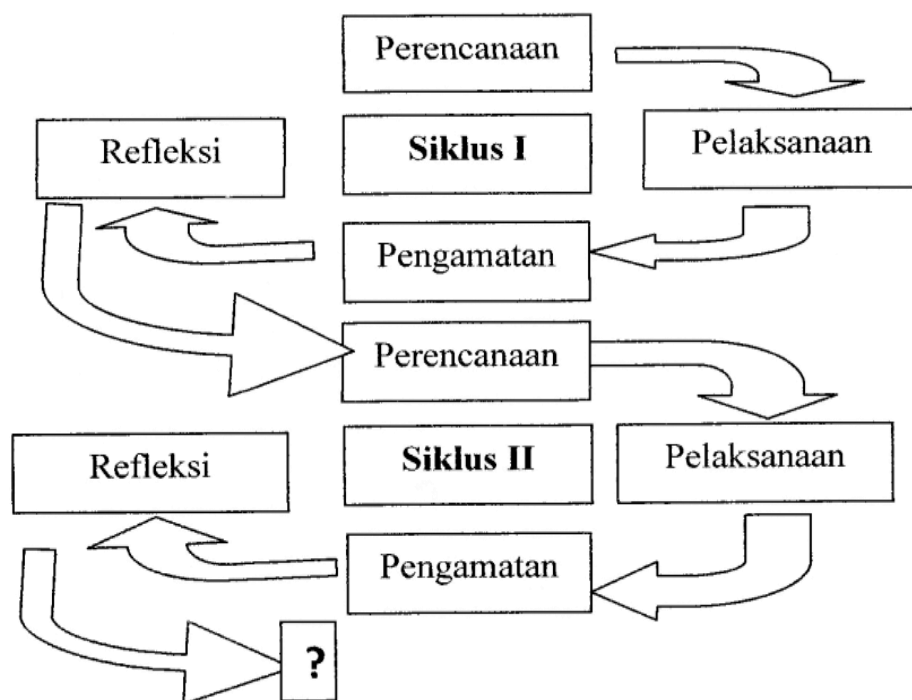 Perencanaan
Refleksi
Siklus I
Pelaksanaan
Pengamatan
Perencanaan
Refleksi
Siklus II
Pelaksanaan
Pengamatan
?